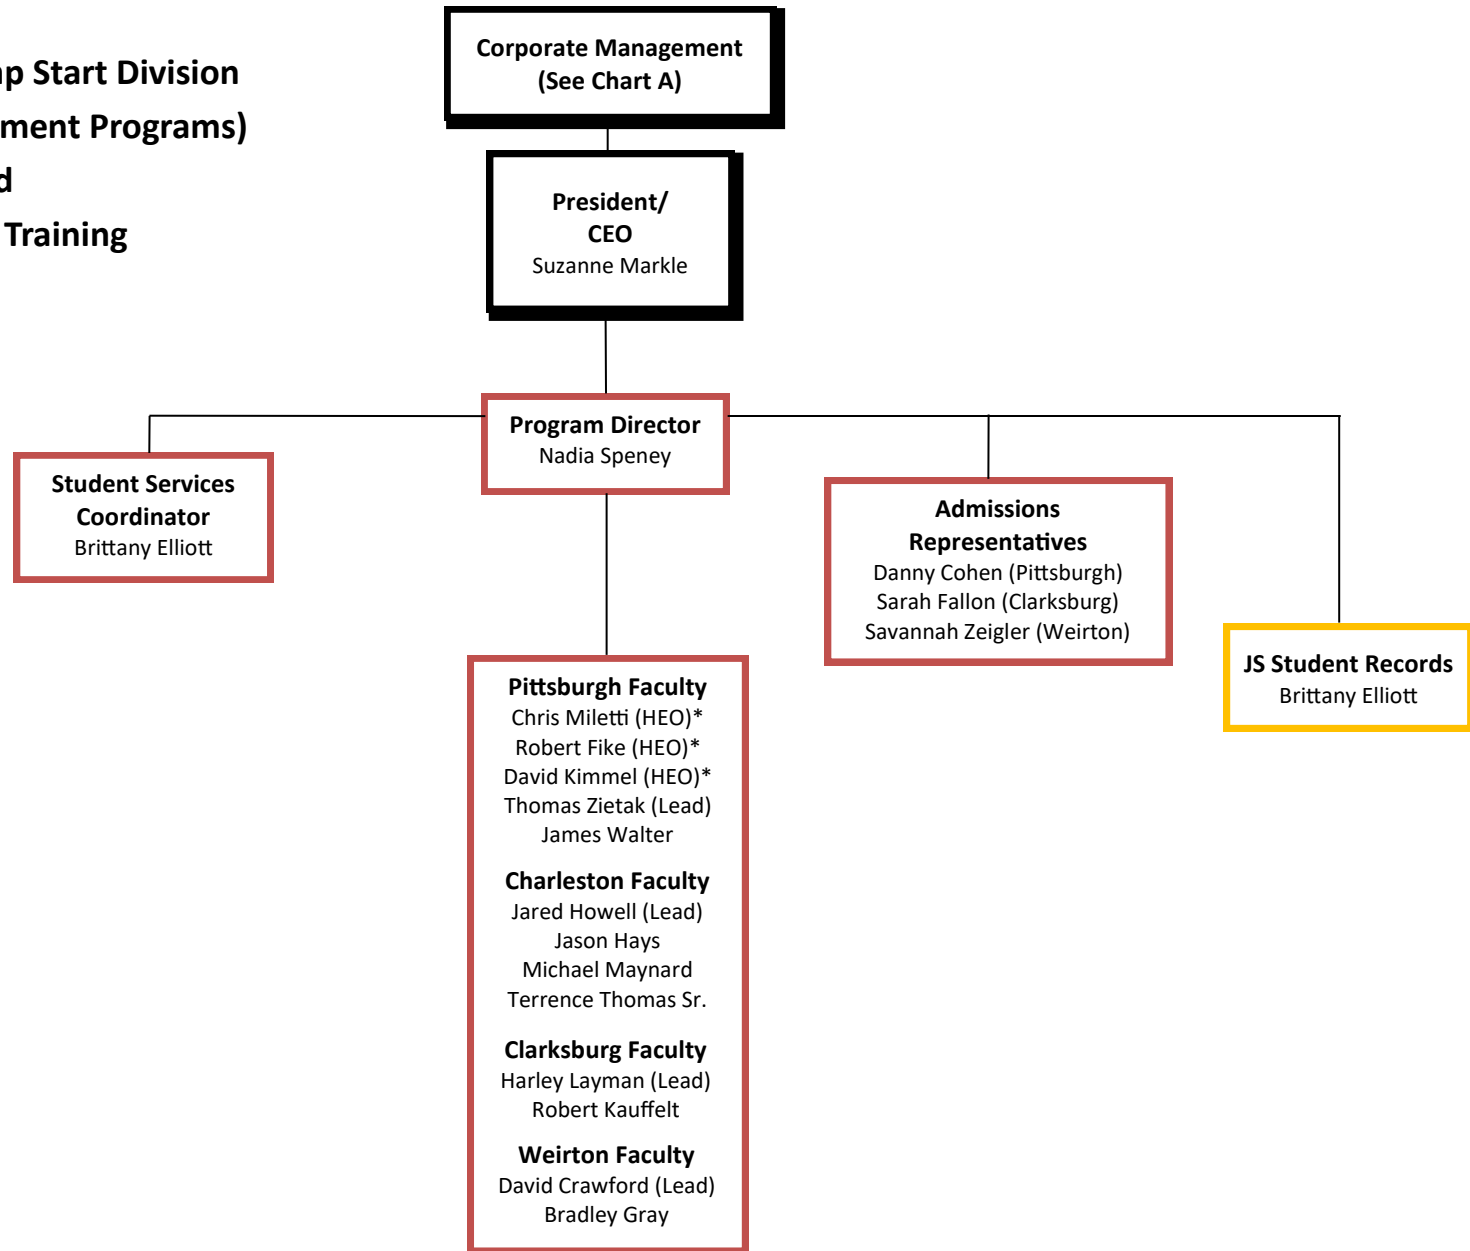 Corporate Management
(See Chart A)
p Start Division
ment Programs)
d
Training
President/
CEO
Suzanne Markle
Program Director
Nadia Speney
Student Services
Coordinator
Brittany Elliott
Admissions
Representatives
Danny Cohen (Pittsburgh)
Sarah Fallon (Clarksburg)
Savannah Zeigler (Weirton)
JS Student Records
Brittany Elliott
Pittsburgh Faculty
Chris Miletti (HEO)*
Robert Fike (HEO)*
David Kimmel (HEO)*
Thomas Zietak (Lead)
James Walter
Charleston Faculty
Jared Howell (Lead)
Jason Hays
Michael Maynard
Terrence Thomas Sr.
Clarksburg Faculty
Harley Layman (Lead)
Robert Kauffelt
Weirton Faculty
David Crawford (Lead)
Bradley Gray